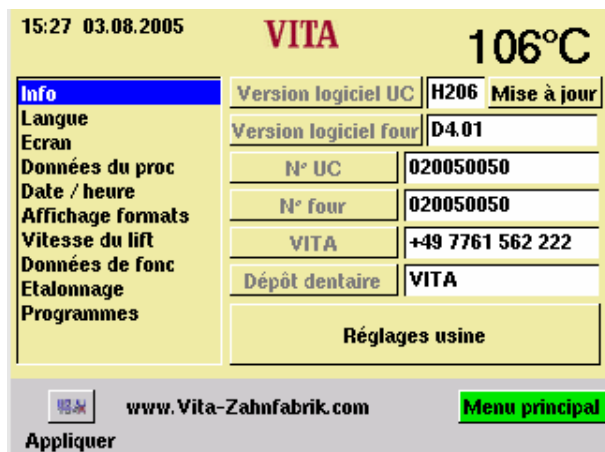 15:27 03.08.2005
VITA
106°C
Info
Langue
Ecran
Données du proc
Date / heure
Affichage formats
Vitesse du lift
Données de fonc
Etalonnage
Programmes
Version logiciel UC H206 Mise à jour
Version logiciel four D4.01
N° UC 020050050
N° four 020050050
VITA +49 7761 562 222
Dépôt dentaire VITA
Réglages usine
www.Vita-Zahnfabrik.com
Menu principal
Appliquer